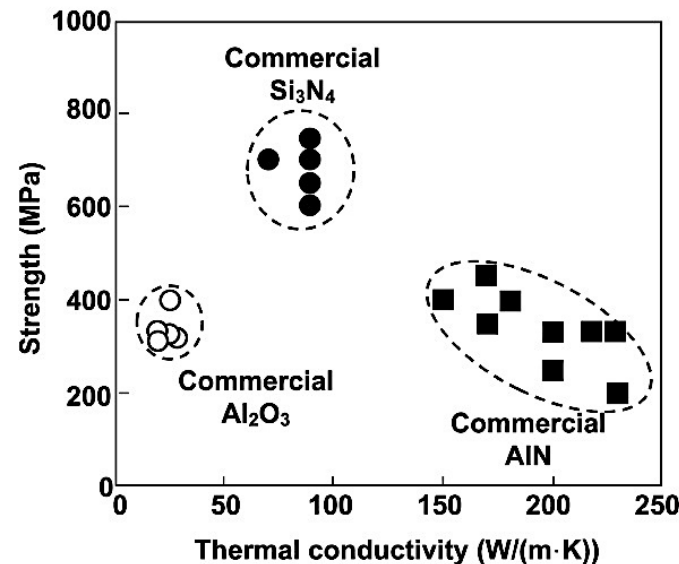 1000
800
600
400
200
0
Strength (MPa)
Commercial
Si₃N₄
Commercial
Al₂O₃
Commercial
AlN
0
50
100
150
200
250
Thermal conductivity (W/(m·K))